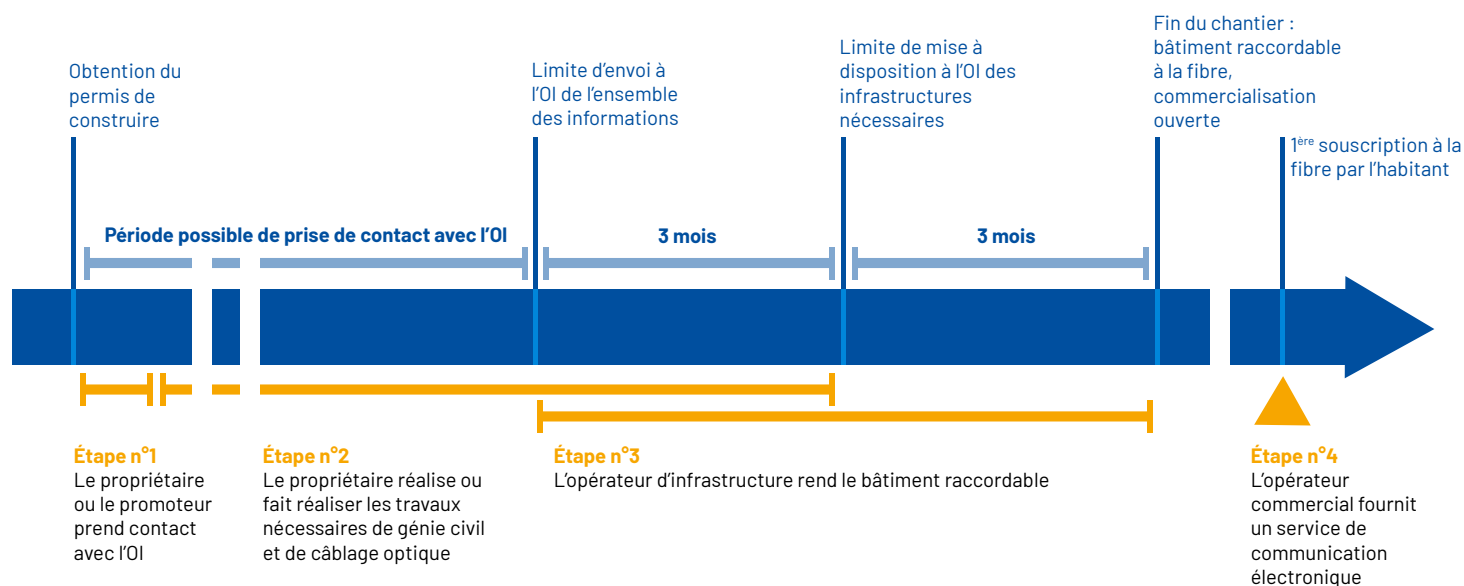 Obtention du
permis de
construire
Limite d'envoi à
l'OI de l'ensemble
des informations
Limite de mise à
disposition à l'OI des
infrastructures
nécessaires
Fin du chantier :
bâtiment raccordable
à la fibre,
commercialisation
ouverte
1ère souscription à la
fibre par l'habitant
Période possible de prise de contact avec l'OI
3 mois
3 mois
Étape n°1
Le propriétaire
ou le promoteur
prend contact
avec l'OI
Étape n°2
Le propriétaire réalise ou
fait réaliser les travaux
nécessaires de génie civil
et de câblage optique
Étape n°3
L'opérateur d'infrastructure rend le bâtiment raccordable
Étape n°4
L'opérateur
commercial fournit
un service de
communication
électronique